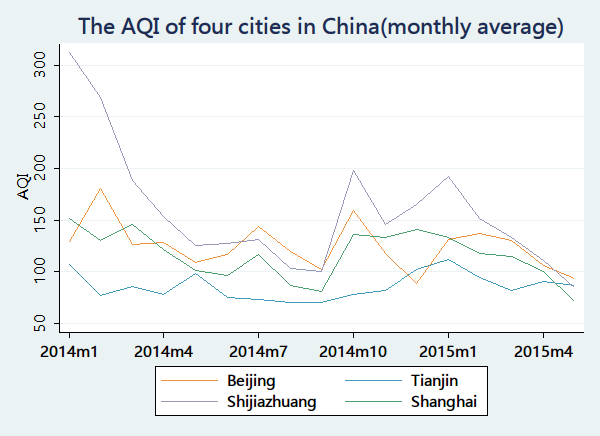 The AQI of four cities in China(monthly average)
AQI
300
250
200
150
100
50
2014m1 2014m4 2014m7 2014m10 2015m1 2015m4
Beijing Tianjin
Shijiazhuang Shanghai